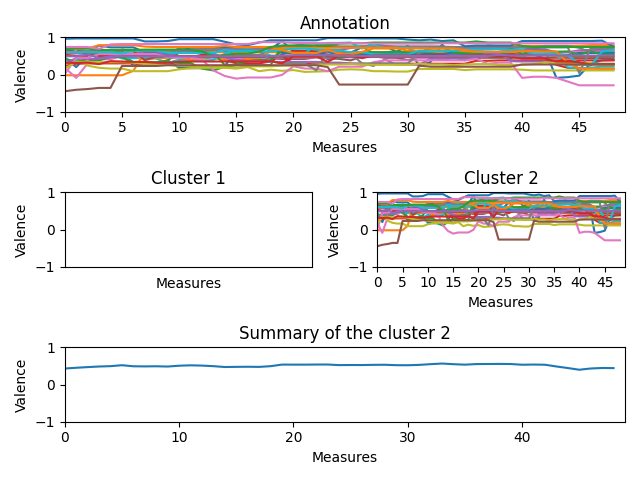 Annotation
Valence
1
0
−1
0 5 10 15 20 25 30 35 40 45
Measures
Cluster 1
Valence
1
0
−1
Measures
Cluster 2
Valence
1
0
−1
0 5 10 15 20 25 30 35 40 45
Measures
Summary of the cluster 2
Valence
1
0
−1
0 10 20 30 40
Measures